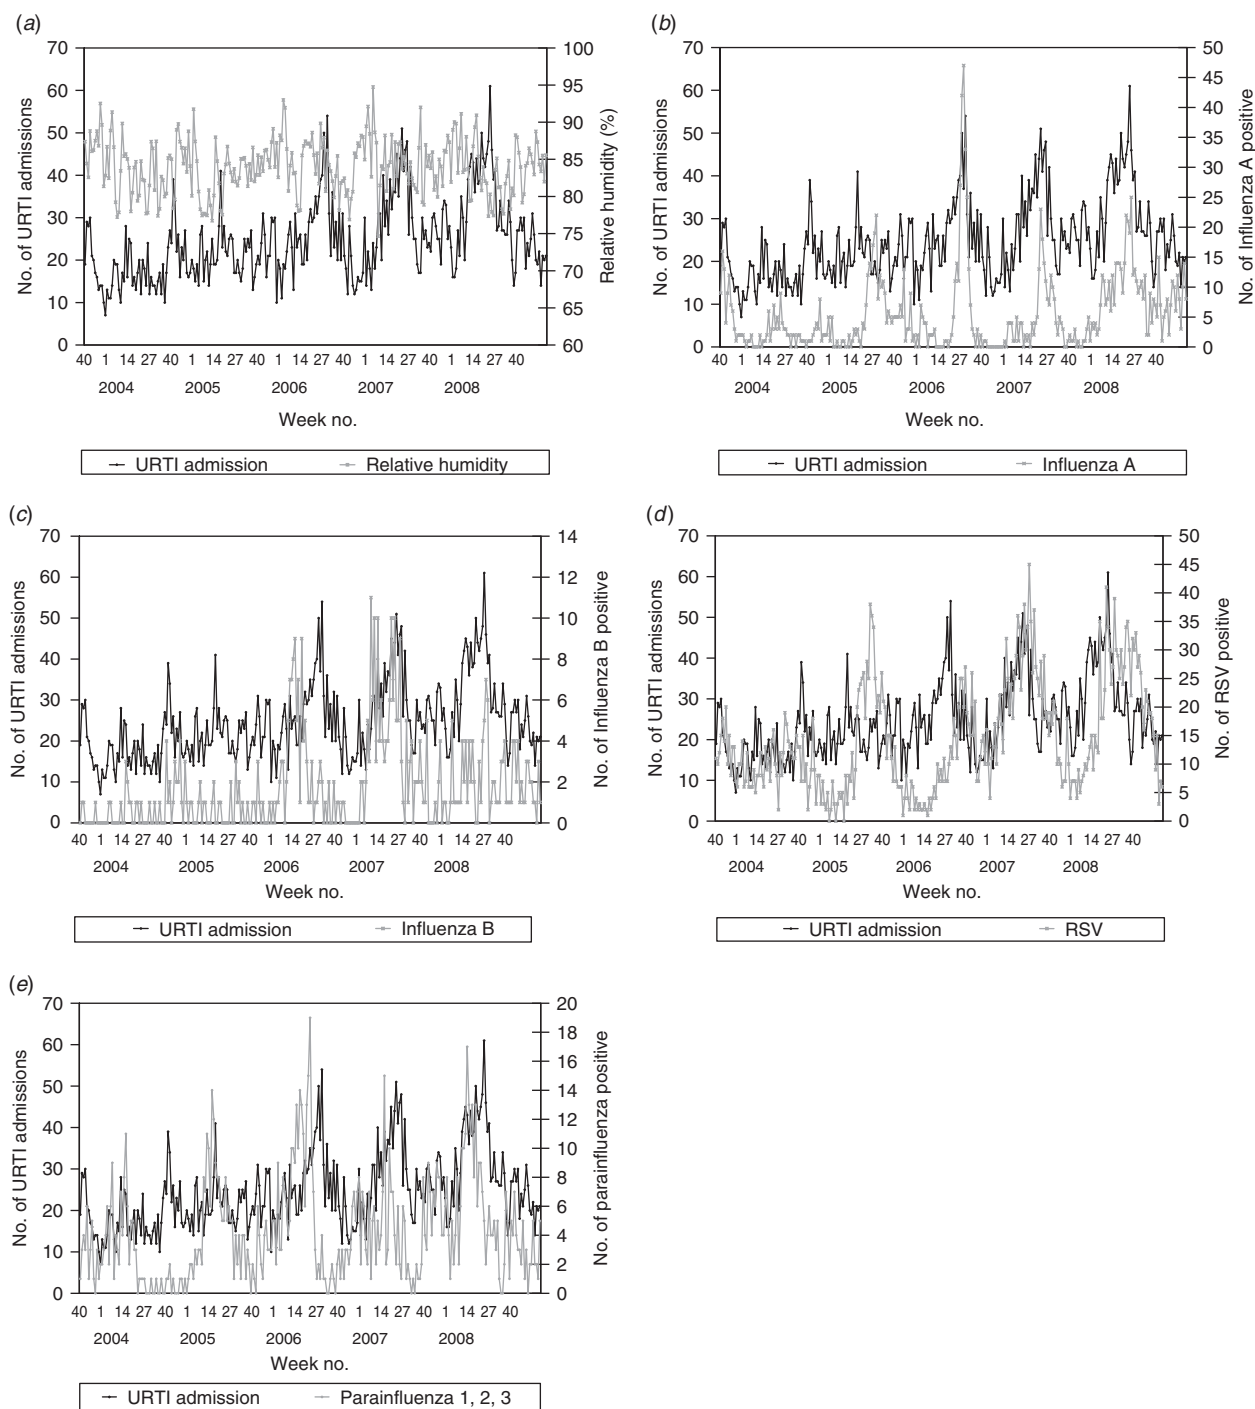 (a)
70
60
50
40
30
20
10
0
No. of URTI admissions
100
95
90
85
80
75
70
65
60
Relative humidity (%)
40 1 14 27 40 1 14 27 40 1 14 27 40 1 14 27 40 1 14 27 40
2004 2005 2006 2007 2008
Week no.
URTI admission Relative humidity
(b)
70
60
50
40
30
20
10
0
No. of URTI admissions
50
45
40
35
30
25
20
15
10
5
0
No. of Influenza A positive
40 1 14 27 40 1 14 27 40 1 14 27 40 1 14 27 40 1 14 27 40
2004 2005 2006 2007 2008
Week no.
URTI admission Influenza A
(c)
70
60
50
40
30
20
10
0
No. of URTI admissions
14
12
10
8
6
4
2
0
No. of Influenza B positive
40 1 14 27 40 1 14 27 40 1 14 27 40 1 14 27 40 1 14 27 40
2004 2005 2006 2007 2008
Week no.
URTI admission Influenza B
(d)
70
60
50
40
30
20
10
0
No. of URTI admissions
50
45
40
35
30
25
20
15
10
5
0
No. of RSV positive
40 1 14 27 40 1 14 27 40 1 14 27 40 1 14 27 40 1 14 27 40
2004 2005 2006 2007 2008
Week no.
URTI admission RSV
(e)
70
60
50
40
30
20
10
0
No. of URTI admissions
20
18
16
14
12
10
8
6
4
2
0
No. of parainfluenza positive
40 1 14 27 40 1 14 27 40 1 14 27 40 1 14 27 40 1 14 27 40
2004 2005 2006 2007 2008
Week no.
URTI admission Parainfluenza 1, 2, 3